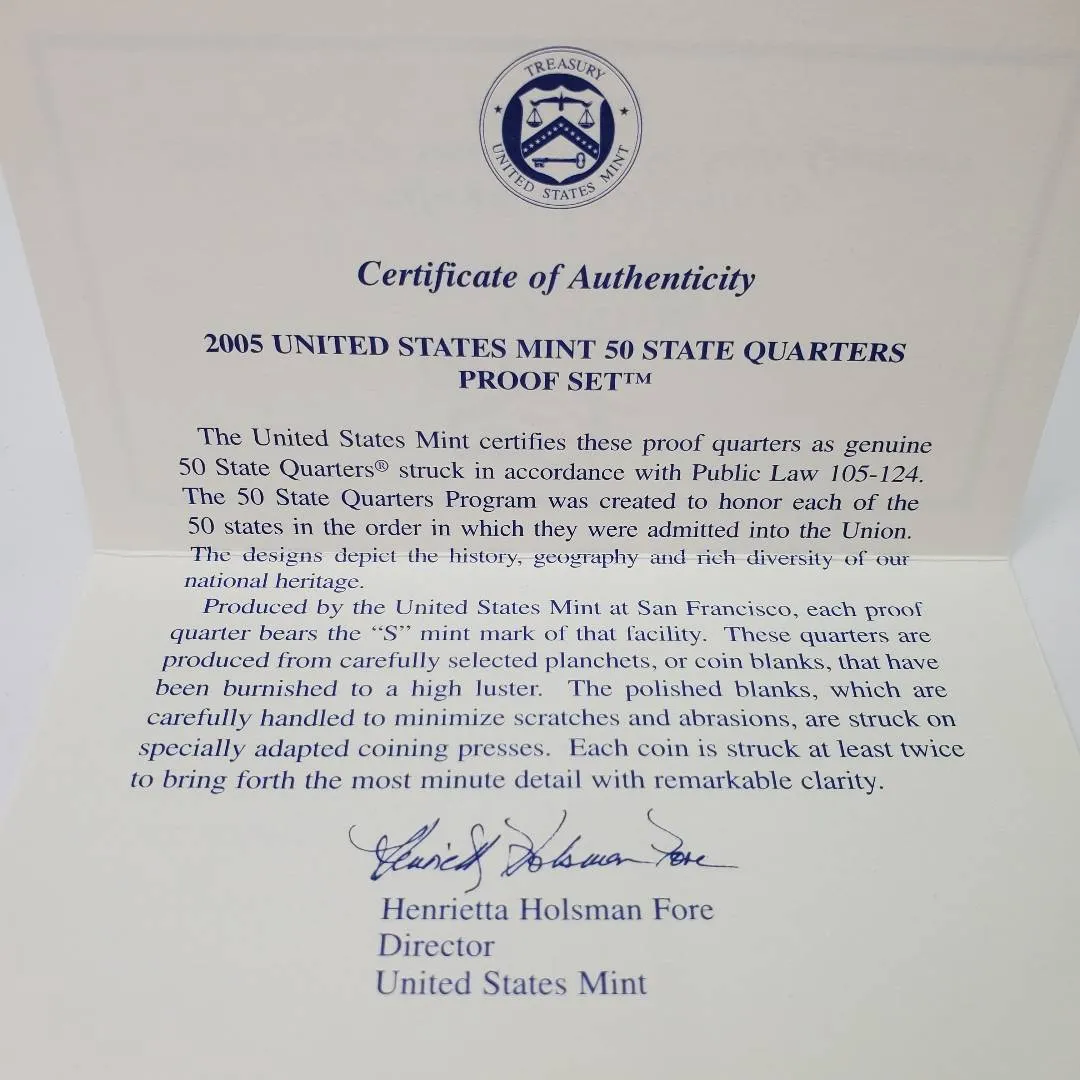 TREASURY
UNITED STATES MINT
Certificate of Authenticity
2005 UNITED STATES MINT 50 STATE QUARTERS
PROOF SET™
The United States Mint certifies these proof quarters as genuine
50 State Quarters® struck in accordance with Public Law 105-124.
The 50 State Quarters Program was created to honor each of the
50 states in the order in which they were admitted into the Union.
The designs depict the history, geography and rich diversity of our
national heritage.
Produced by the United States Mint at San Francisco, each proof
quarter bears the “S” mint mark of that facility. These quarters are
produced from carefully selected planchets, or coin blanks, that have
been burnished to a high luster. The polished blanks, which are
carefully handled to minimize scratches and abrasions, are struck on
specially adapted coining presses. Each coin is struck at least twice
to bring forth the most minute detail with remarkable clarity.
Henrietta Holsman Fore
Henrietta Holsman Fore
Director
United States Mint